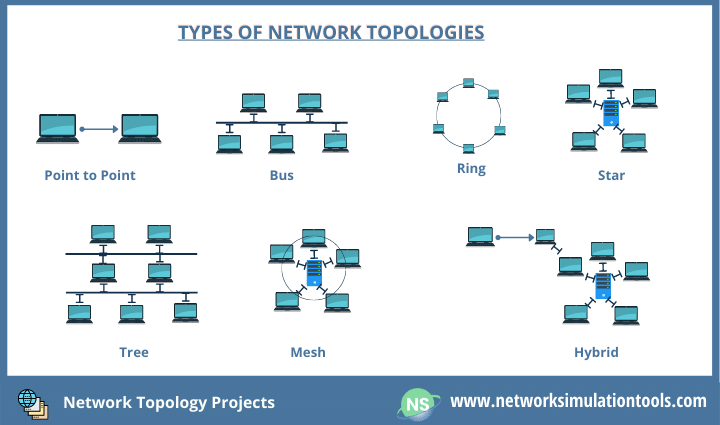 TYPES OF NETWORK TOPOLOGIES
Point to Point
Bus
Ring
Star
Tree
Mesh
Hybrid
Network Topology Projects
NS
www.networksimulationtools.com